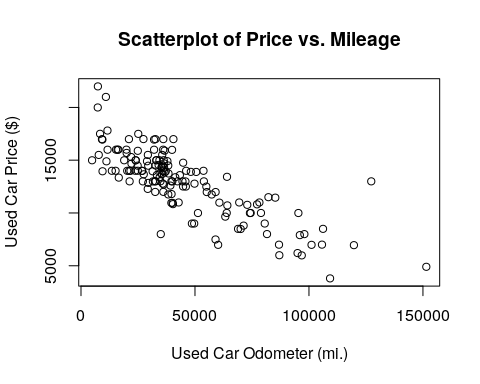 Scatterplot of Price vs. Mileage
Used Car Price ($)
15000
5000
0
50000
100000
150000
Used Car Odometer (mi.)